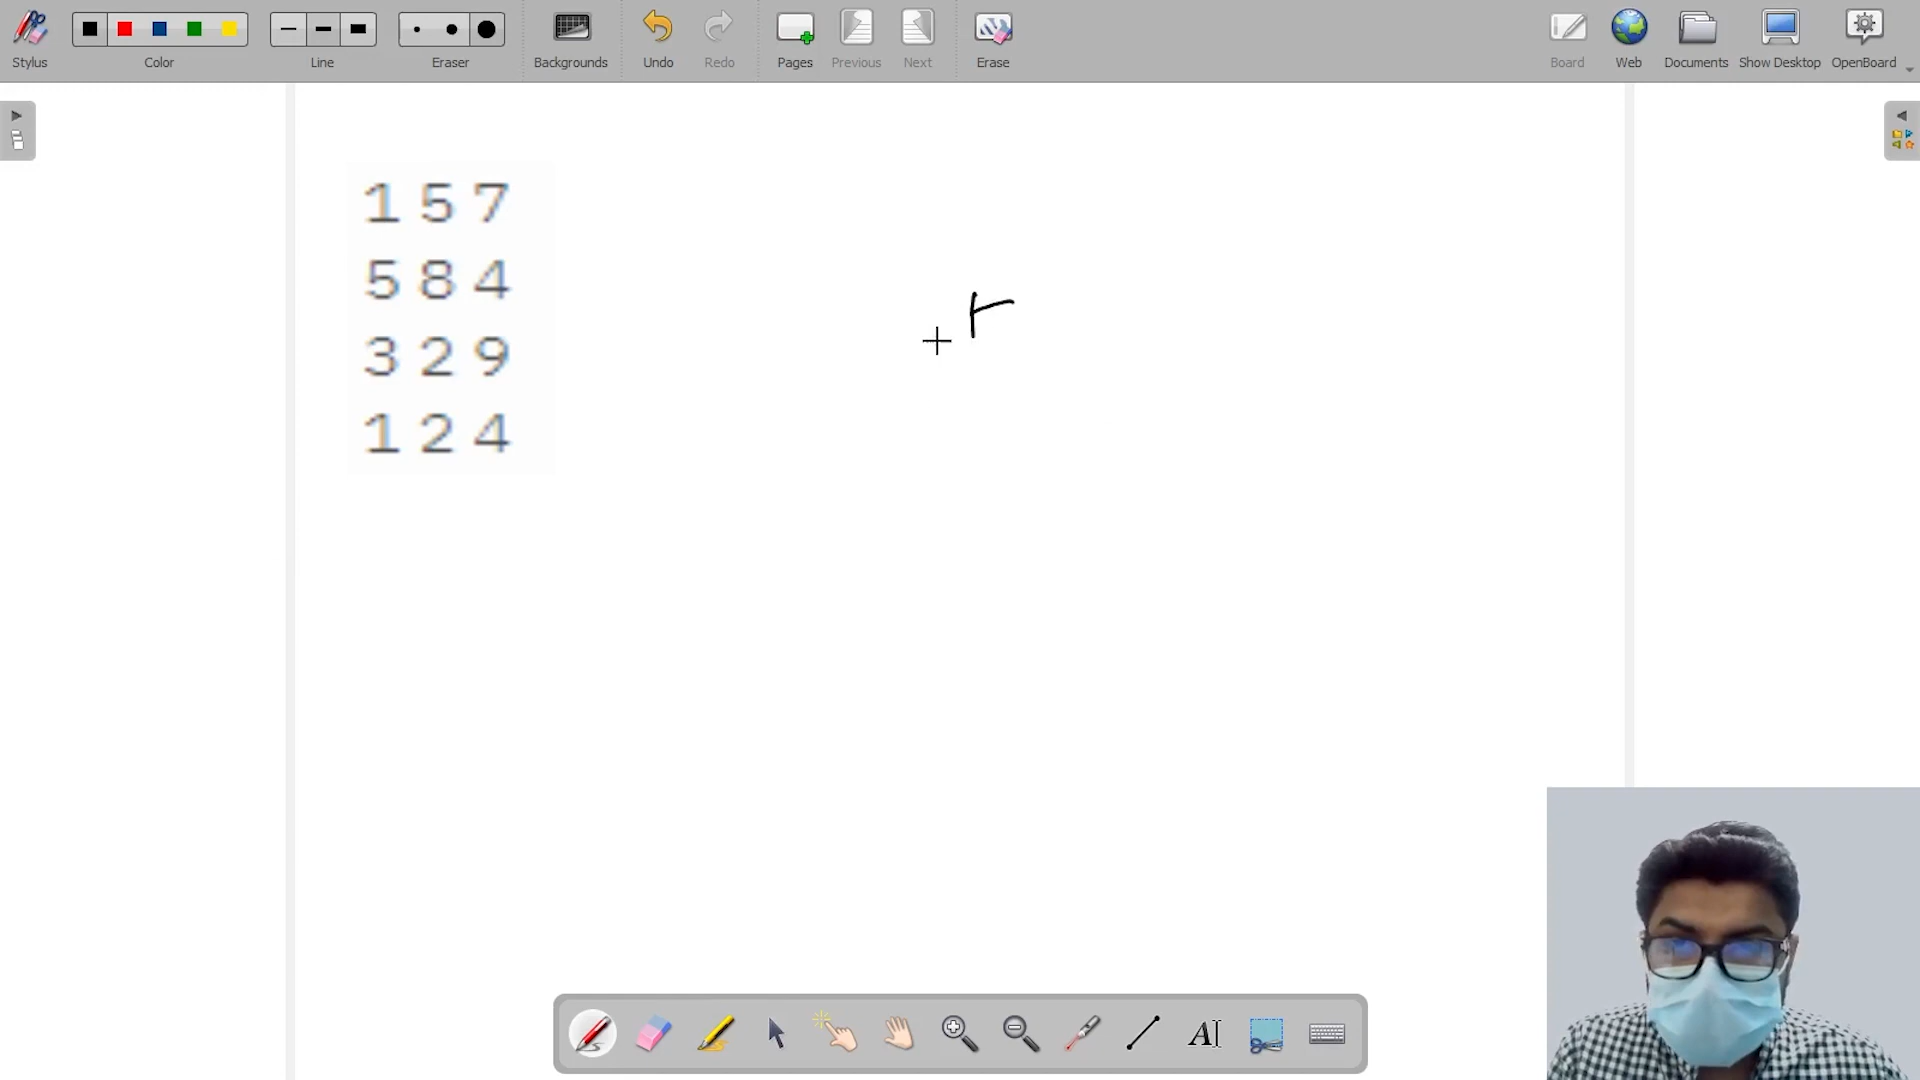 Stylus Color Line Eraser Backgrounds Undo Redo Pages Previous Next Erase Board Web Documents Show Desktop OpenBoard
1 5 7
5 8 4
3 2 9
1 2 4
r
A